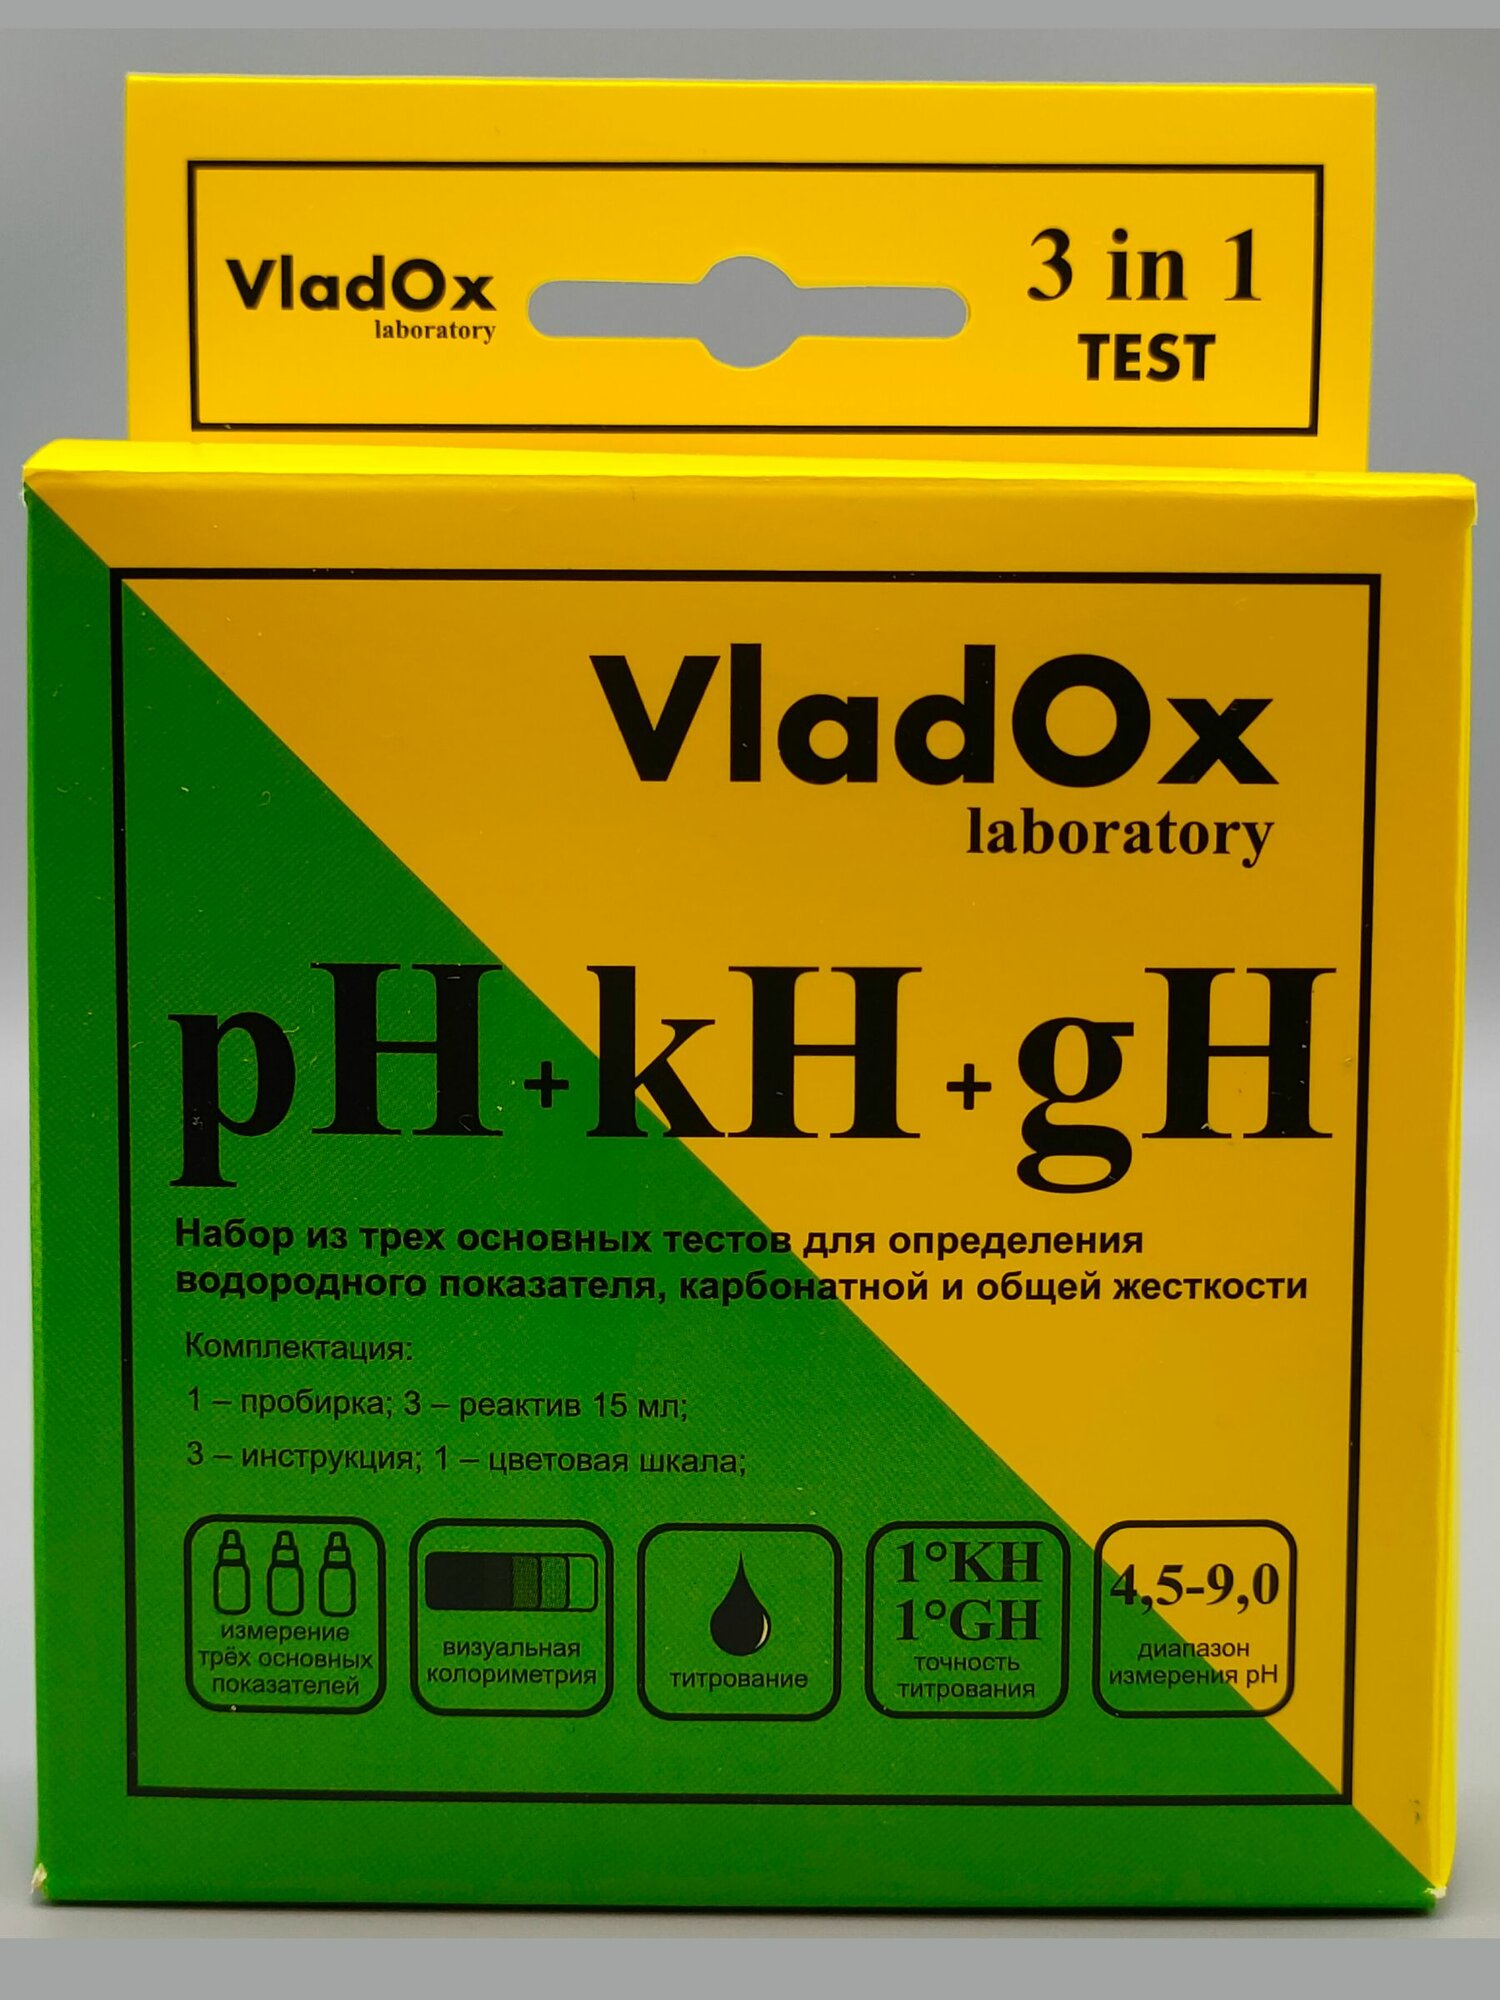 VladOx
laboratory
3 in 1
TEST
VladOx
laboratory
pH+kH+gH
Набор из трех основных тестов для определения
водородного показателя, карбонатной и общей жесткости
Комплектация:
1 – пробирка; 3 – реактив 15 мл;
3 – инструкция; 1 – цветовая шкала;
измерение
трёх основных
показателей
визуальная
колориметрия
титрование
1°KH
1°GH
точность
титрования
4,5-9,0
диапазон
измерения pH